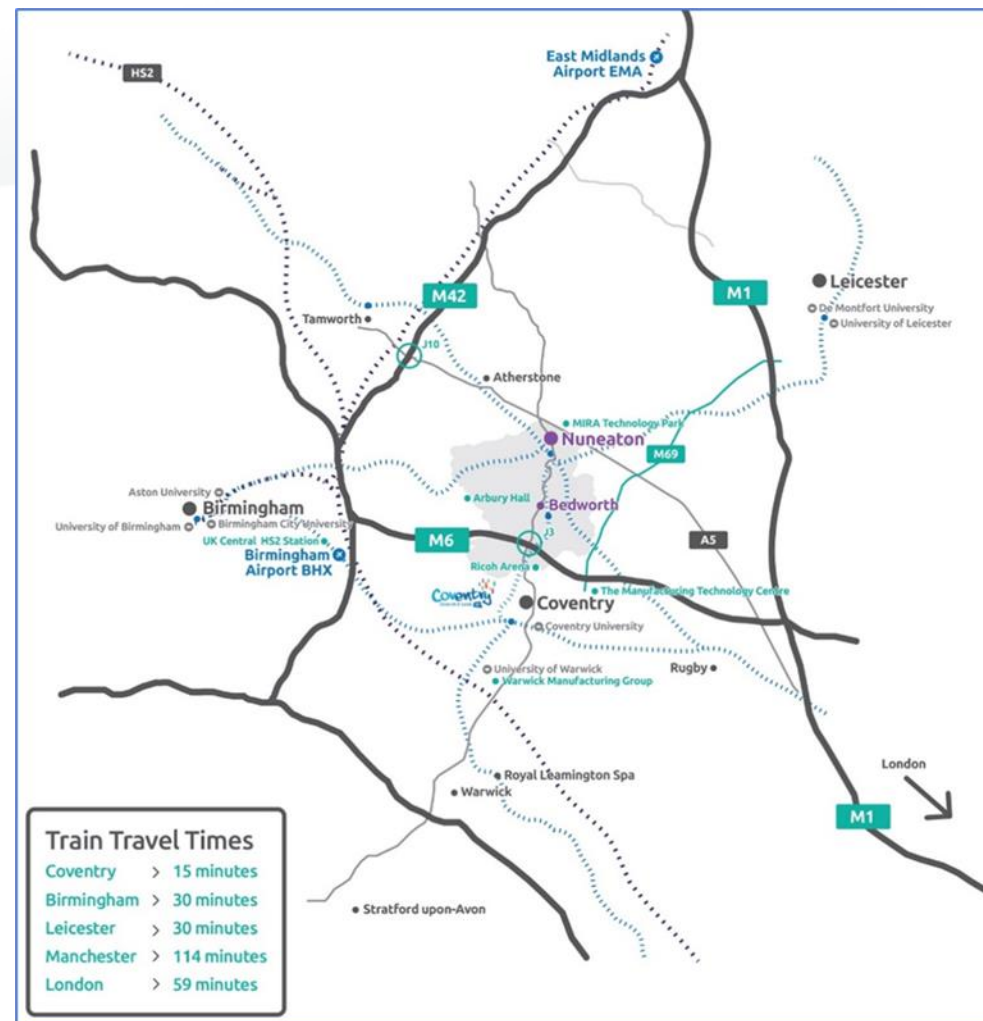 HS2
East Midlands
Airport EMA
M42
M1
Leicester
De Montfort University
University of Leicester
Tamworth
J10
Atherstone
MIRA Technology Park
Nuneaton
M69
Aston University
Arbury Hall
Bedworth
Birmingham
University of Birmingham
Birmingham City University
UK Central HS2 Station
M6
J3
A5
Birmingham
Airport BHX
Ricoh Arena
The Manufacturing Technology Centre
Coventry
Coventry
Coventry University
University of Warwick
Rugby
Warwick Manufacturing Group
London
Royal Leamington Spa
Warwick
M1
Train Travel Times
Coventry > 15 minutes
Birmingham > 30 minutes
Leicester > 30 minutes
Manchester > 114 minutes
London > 59 minutes
Stratford upon-Avon